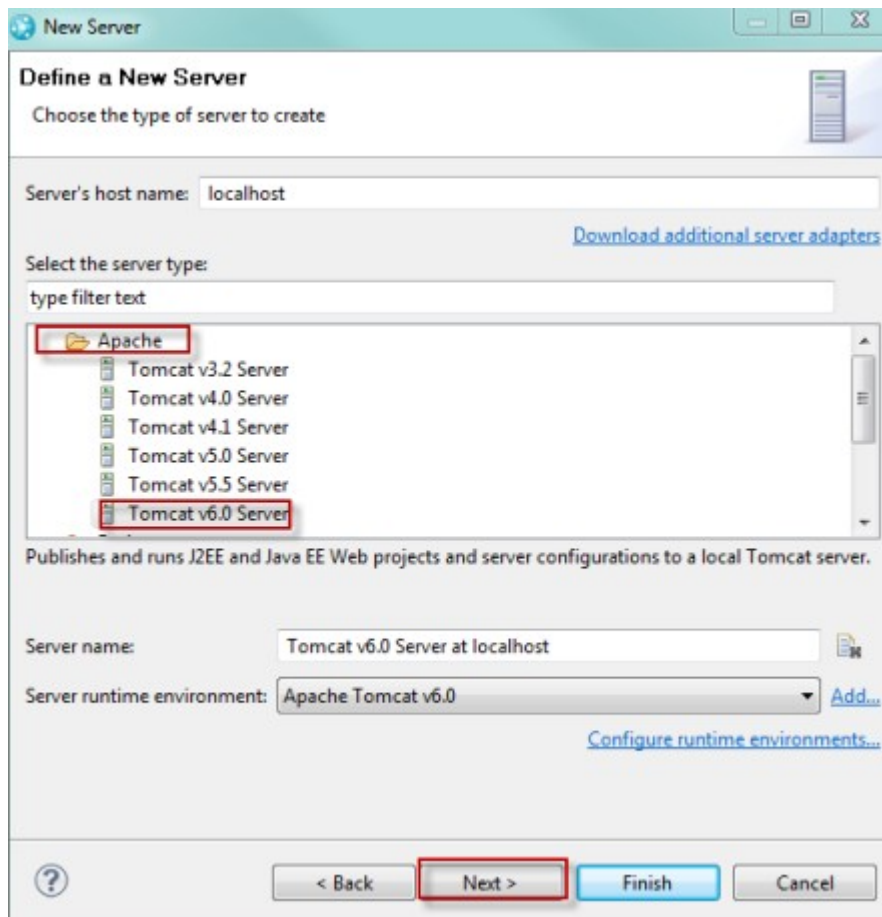 New Server
Define a New Server
Choose the type of server to create
Server's host name: localhost
Download additional server adapters
Select the server type:
type filter text
Apache
Tomcat v3.2 Server
Tomcat v4.0 Server
Tomcat v4.1 Server
Tomcat v5.0 Server
Tomcat v5.5 Server
Tomcat v6.0 Server
Publishes and runs J2EE and Java EE Web projects and server configurations to a local Tomcat server.
Server name: Tomcat v6.0 Server at localhost
Server runtime environment: Apache Tomcat v6.0 Add...
Configure runtime environments...
? < Back Next > Finish Cancel